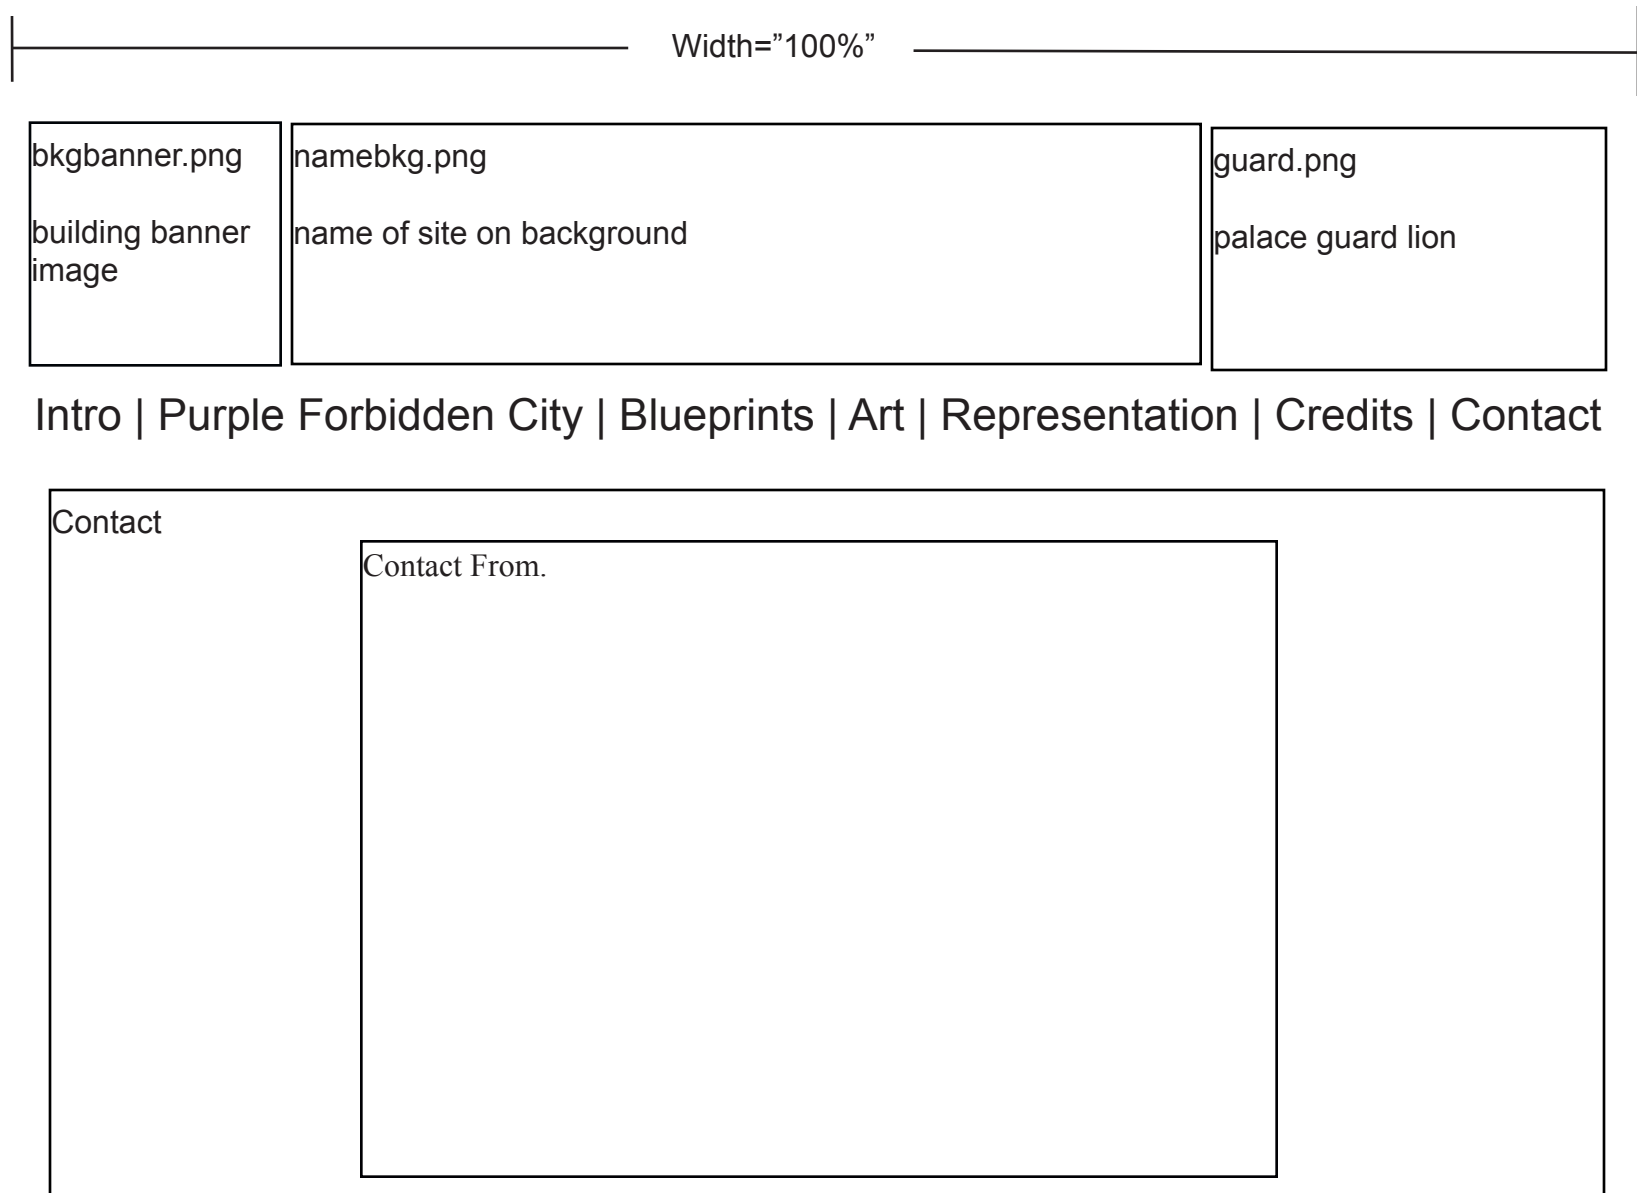 Width=”100%”
bkgbanner.png
building banner
image
namebkg.png
name of site on background
guard.png
palace guard lion
Intro | Purple Forbidden City | Blueprints | Art | Representation | Credits | Contact
Contact
Contact From.